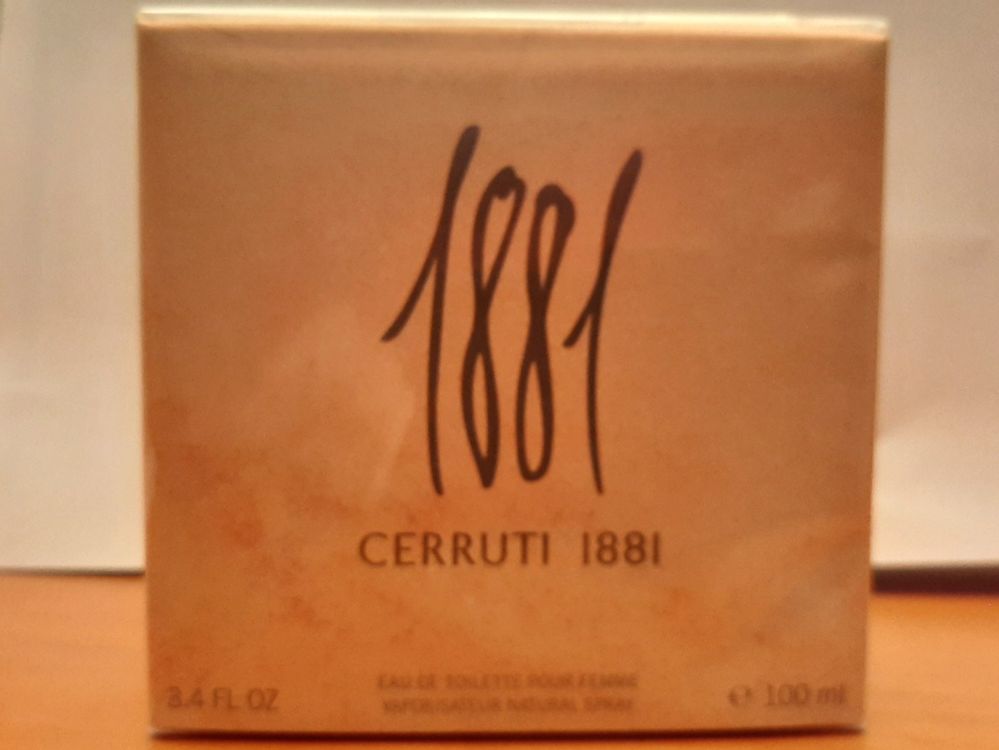 1881
CERRUTI 1881
EAU DE TOILETTE POUR FEMME
VAPORISATEUR NATURAL SPRAY
3.4 FL OZ
℮ 100 ml